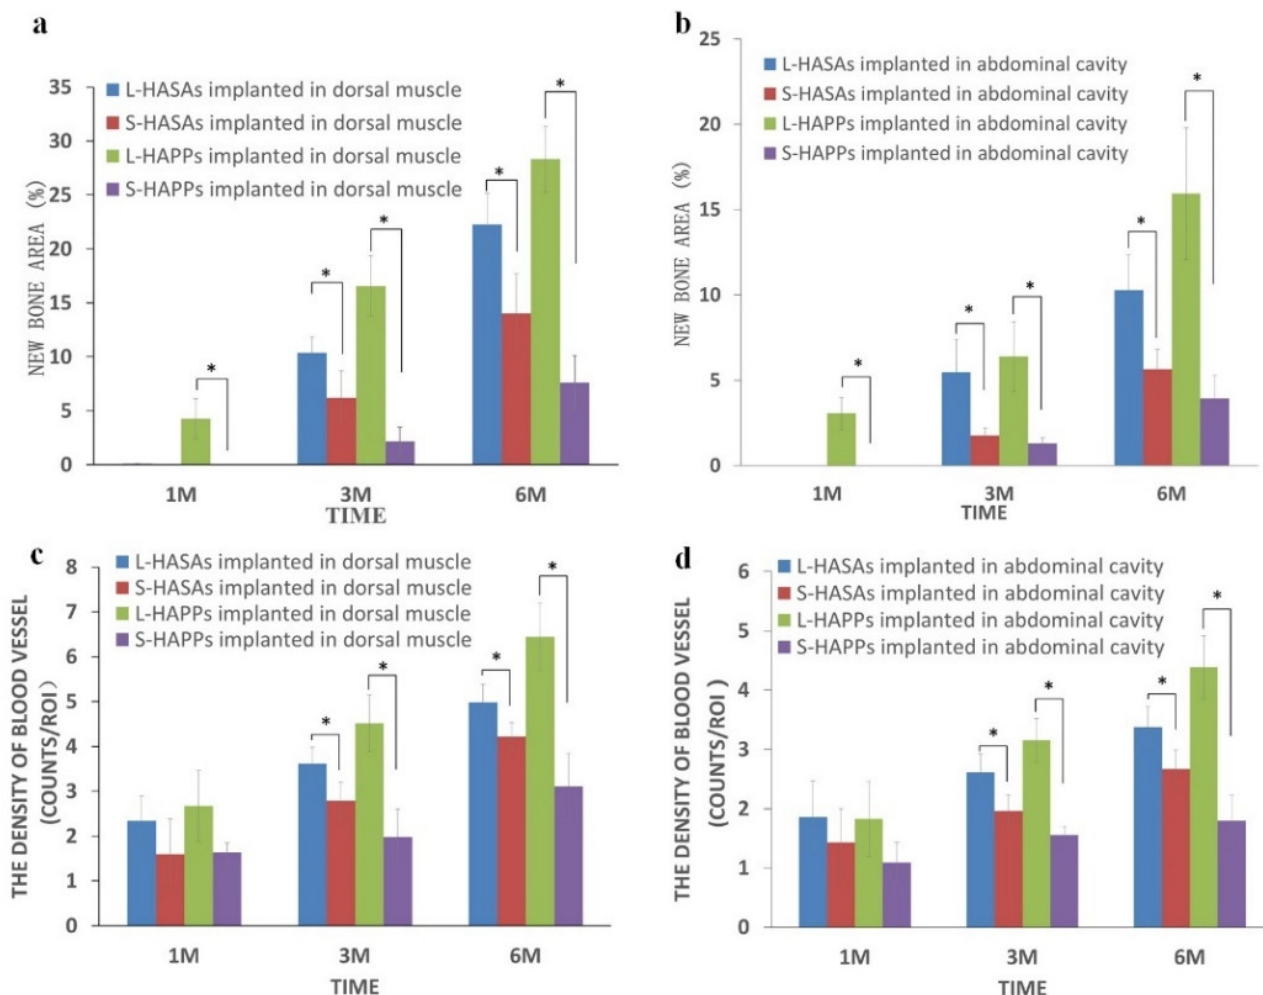 a
NEW BONE AREA (%)
35
30
25
20
15
10
5
0
L-HASAs implanted in dorsal muscle
S-HASAs implanted in dorsal muscle
L-HAPPs implanted in dorsal muscle
S-HAPPs implanted in dorsal muscle
*
*
*
*
*
1M
3M
6M
TIME
b
NEW BONE AREA (%)
25
20
15
10
5
0
L-HASAs implanted in abdominal cavity
S-HASAs implanted in abdominal cavity
L-HAPPs implanted in abdominal cavity
S-HAPPs implanted in abdominal cavity
*
*
*
*
*
1M
3M
6M
TIME
c
THE DENSITY OF BLOOD VESSEL
(COUNTS/ROI)
8
7
6
5
4
3
2
1
0
L-HASAs implanted in dorsal muscle
S-HASAs implanted in dorsal muscle
L-HAPPs implanted in dorsal muscle
S-HAPPs implanted in dorsal muscle
*
*
*
*
1M
3M
6M
TIME
d
THE DENSITY OF BLOOD VESSEL
(COUNTS/ROI )
6
5
4
3
2
1
0
L-HASAs implanted in abdominal cavity
S-HASAs implanted in abdominal cavity
L-HAPPs implanted in abdominal cavity
S-HAPPs implanted in abdominal cavity
*
*
*
*
1M
3M
6M
TIME